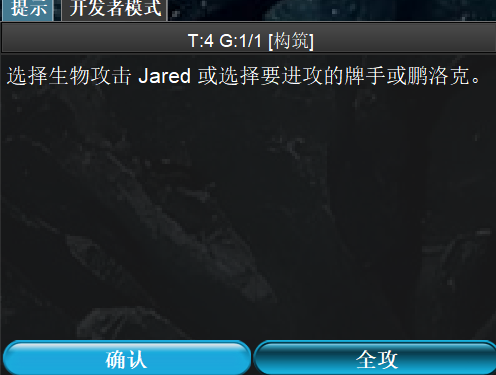 提示 开发者模式
T:4 G:1/1 [构筑]
选择生物攻击 Jared 或选择要进攻的牌手或鹏洛克。
确认 全攻